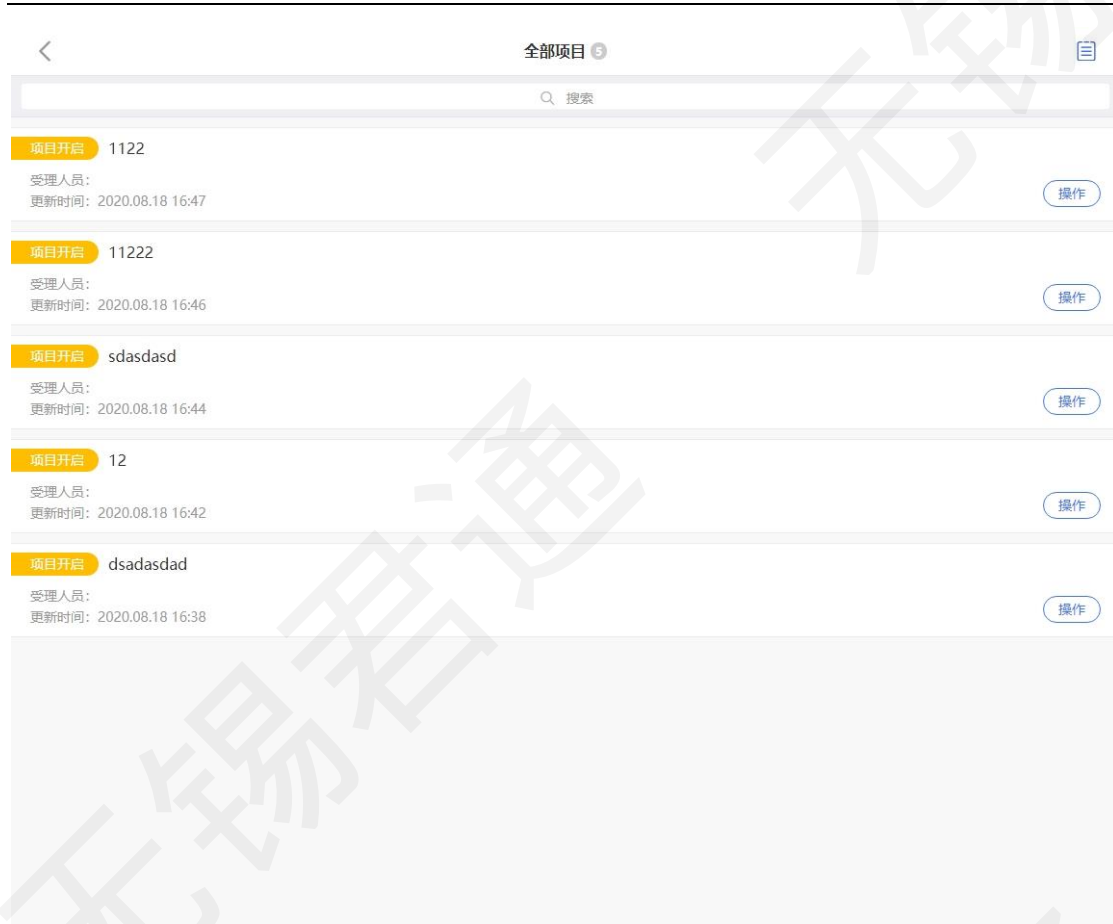 全部项目 5
搜索
项目开启 1122
受理人员:
更新时间: 2020.08.18 16:47
操作
项目开启 11222
受理人员:
更新时间: 2020.08.18 16:46
操作
项目开启 sdasdasd
受理人员:
更新时间: 2020.08.18 16:44
操作
项目开启 12
受理人员:
更新时间: 2020.08.18 16:42
操作
项目开启 dsadasdad
受理人员:
更新时间: 2020.08.18 16:38
操作
无锡君通
无锡